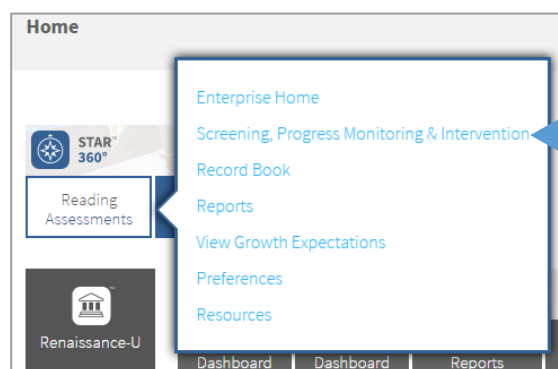 Home
Enterprise Home
Screening, Progress Monitoring & Intervention
Record Book
Reports
View Growth Expectations
Preferences
Resources
STAR™
360°
Reading
Assessments
Renaissance-U
Dashboard
Dashboard
Reports